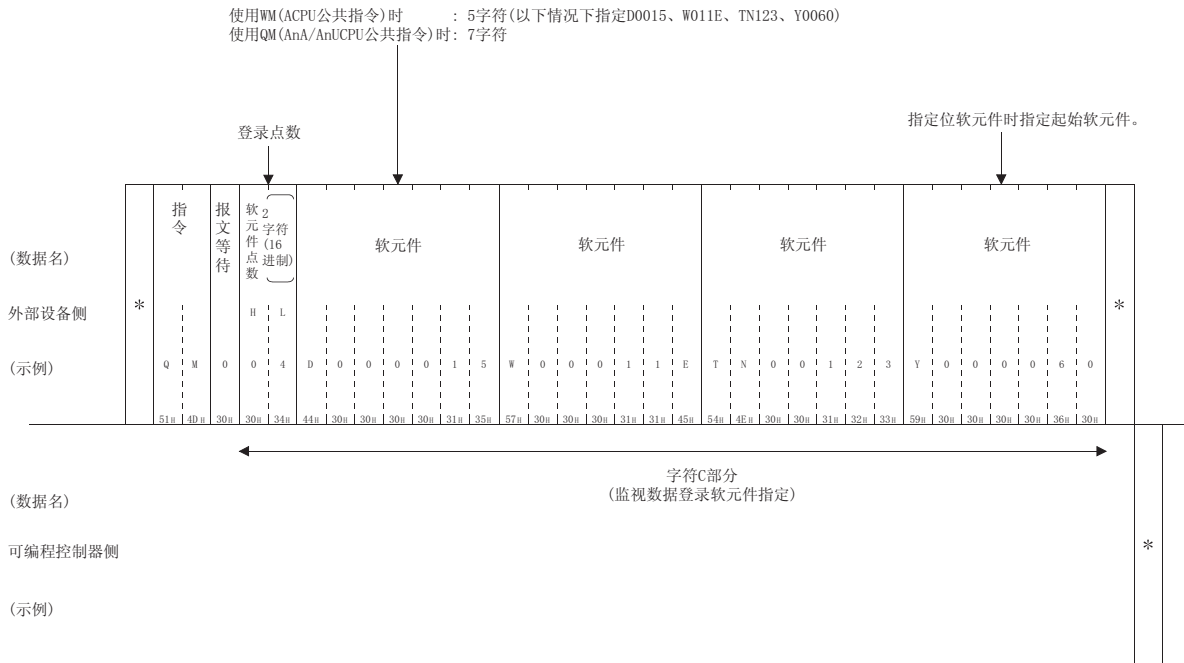 使用WM(ACPU公共指令)时 : 5字符(以下情况下指定D0015、W011E、TN123、Y0060)
使用QM(AnA/AnUCPU公共指令)时: 7字符
登录点数
指定位软元件时指定起始软元件。
(数据名)
外部设备侧
(示例)
*
指令
报文等待
软元件点数
2字符(16进制)
软元件 软元件 软元件 软元件
*
H L
Q M 0 0 4 D 0 0 0 0 1 5 W 0 0 0 1 1 E T N 0 0 1 2 3 Y 0 0 0 0 6 0
51H 4DH 30H 30H 34H 44H 30H 30H 30H 30H 31H 35H 57H 30H 30H 30H 31H 31H 45H 54H 4EH 30H 30H 31H 32H 33H 59H 30H 30H 30H 30H 36H 30H
字符C部分
(监视数据登录软元件指定)
(数据名)
可编程控制器侧
*
(示例)